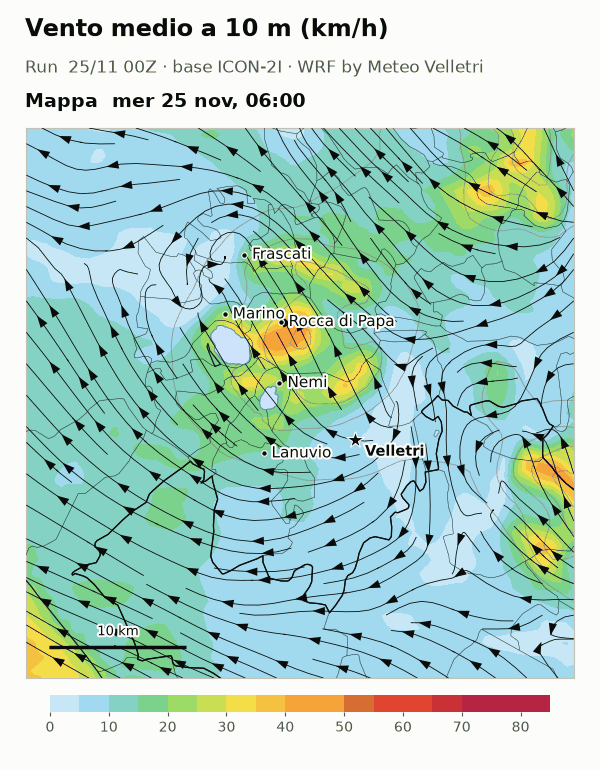 Vento medio a 10 m (km/h)
Run  25/11 00Z · base ICON-2I · WRF by Meteo Velletri
Mappa  mer 25 nov, 06:00
Frascati
Marino
Rocca di Papa
Nemi
Velletri
Lanuvio
10 km
0 10 20 30 40 50 60 70 80